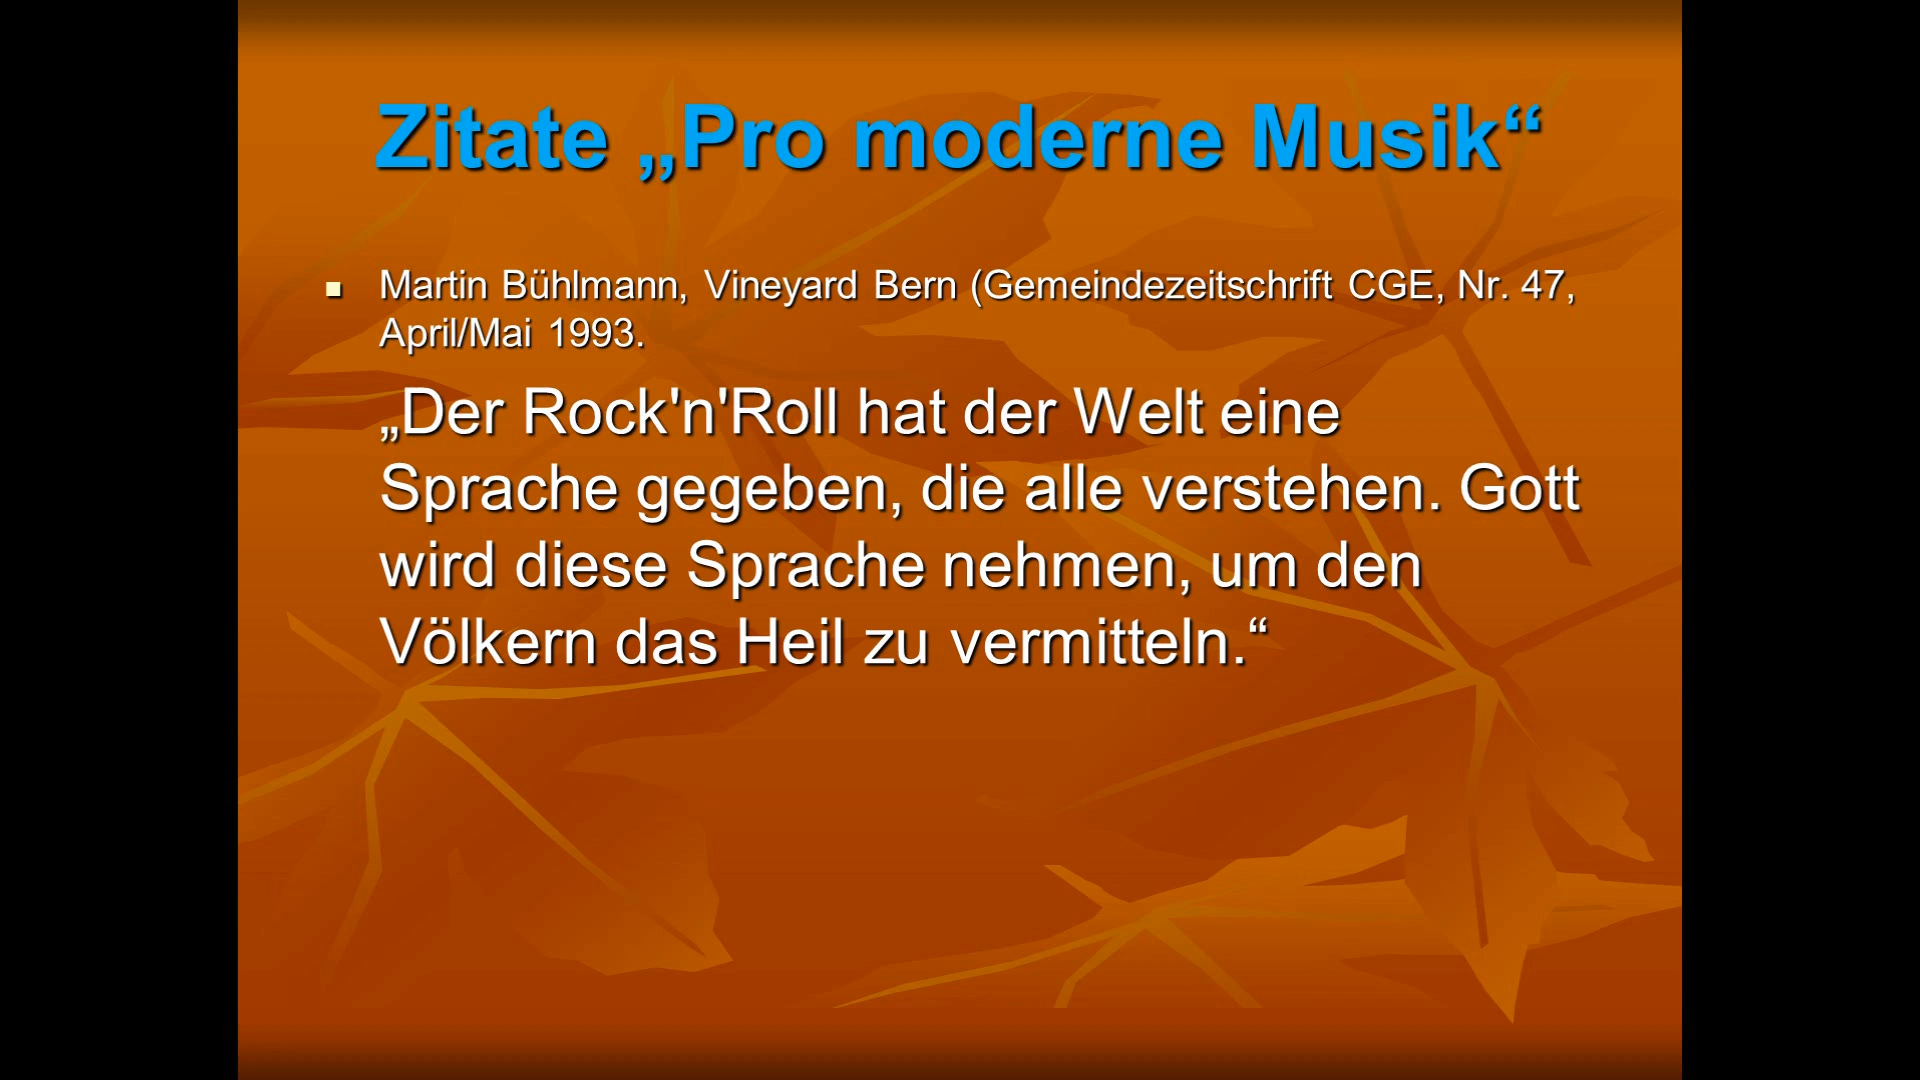 Zitate „Pro moderne Musik“
Martin Bühlmann, Vineyard Bern (Gemeindezeitschrift CGE, Nr. 47,
April/Mai 1993.
„Der Rock'n'Roll hat der Welt eine
Sprache gegeben, die alle verstehen. Gott
wird diese Sprache nehmen, um den
Völkern das Heil zu vermitteln.“